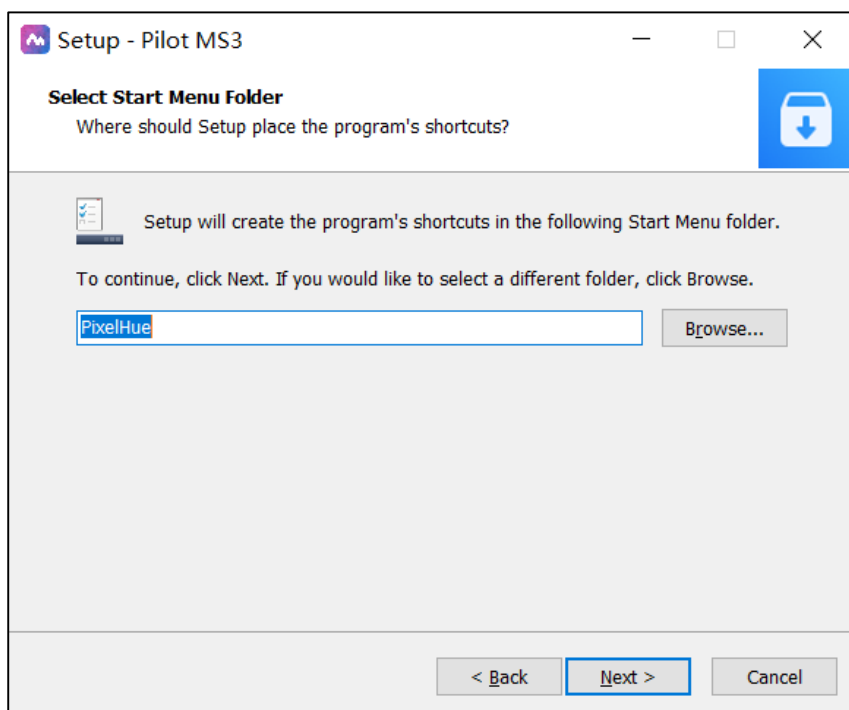 Setup - Pilot MS3
Select Start Menu Folder
Where should Setup place the program's shortcuts?
Setup will create the program's shortcuts in the following Start Menu folder.
To continue, click Next. If you would like to select a different folder, click Browse.
PixelHue
Browse...
< Back
Next >
Cancel